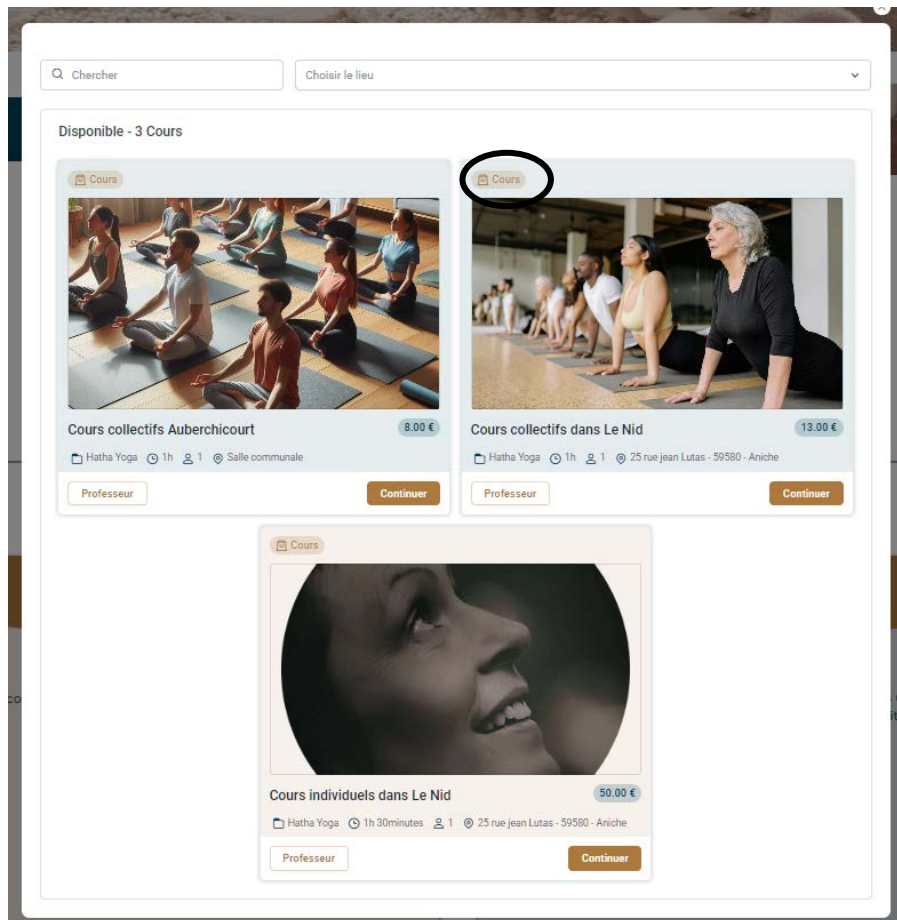 Chercher
Choisir le lieu
Disponible - 3 Cours
Cours
Cours
Cours collectifs Auberchicourt 8.00 €
Hatha Yoga 1h 1 Salle communale
Professeur Continuer
Cours collectifs dans Le Nid 13.00 €
Hatha Yoga 1h 1 25 rue jean Lutas - 59580 - Aniche
Professeur Continuer
Cours
Cours individuels dans Le Nid 50.00 €
Hatha Yoga 1h 30minutes 1 25 rue jean Lutas - 59580 - Aniche
Professeur Continuer